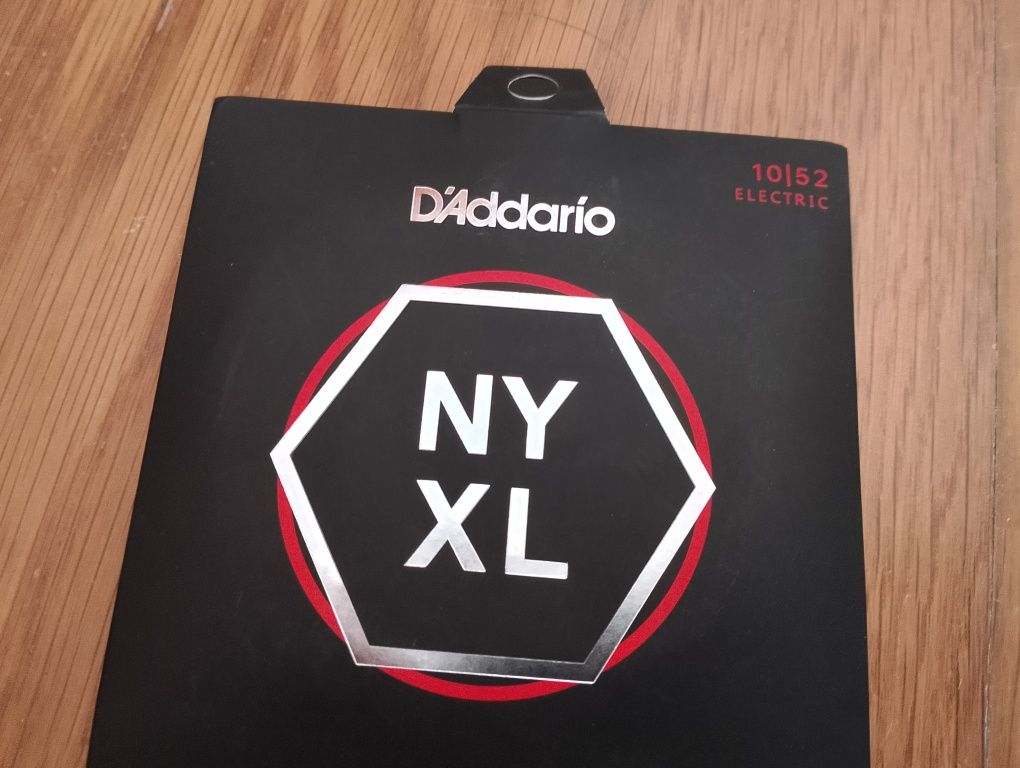 10|52
ELECTRIC
D'Addario
NY
XL